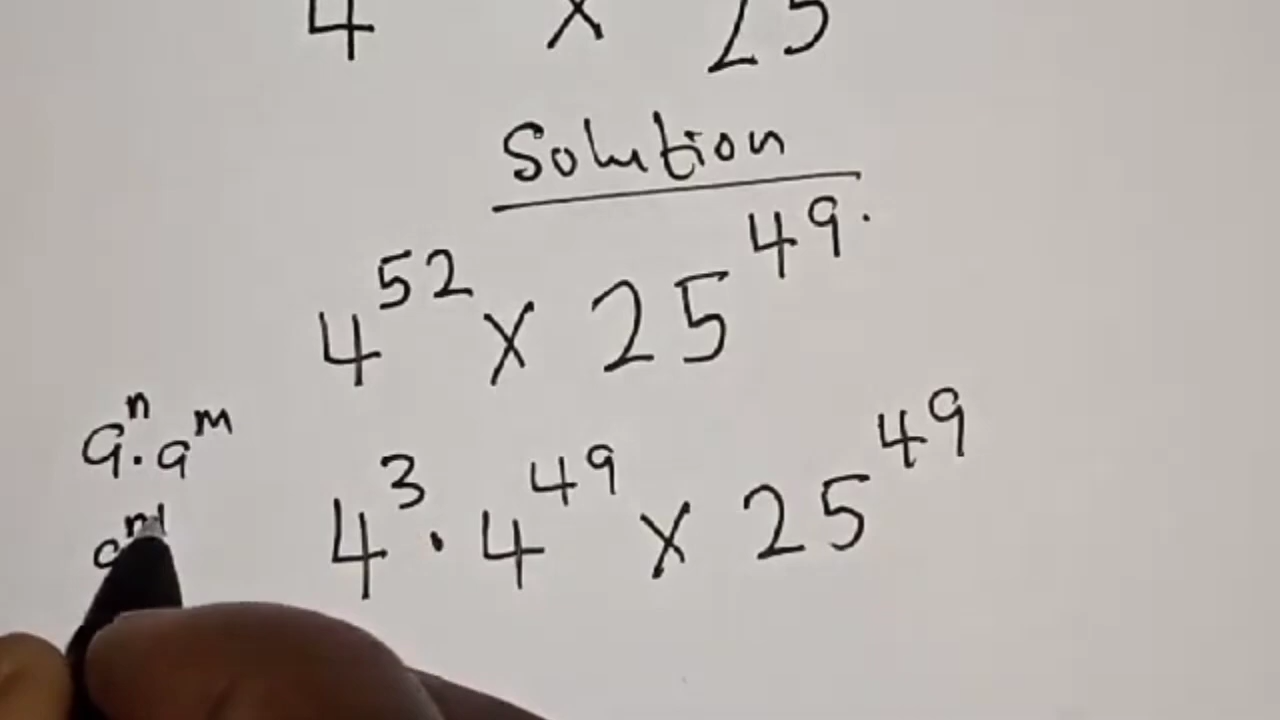 4 × 25
Solution
4^52 × 25^49.
a^n · a^m
4^3 · 4^49 × 25^49